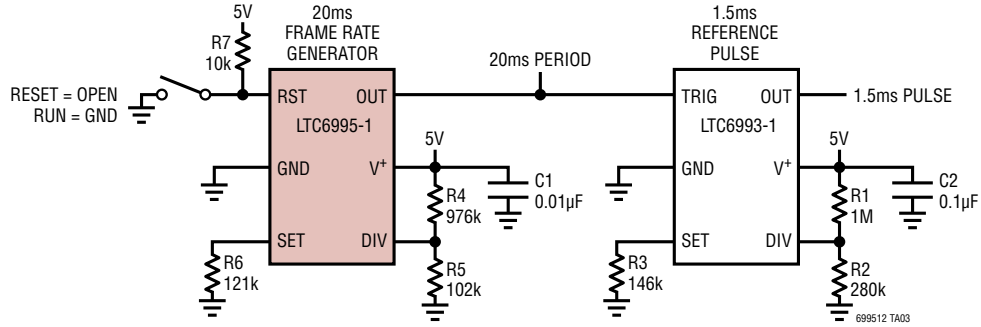 5V
R7
10k
RESET = OPEN
RUN = GND
20ms
FRAME RATE
GENERATOR
RST
OUT
LTC6995-1
GND
V+
SET
DIV
R6
121k
5V
R4
976k
R5
102k
C1
0.01µF
20ms PERIOD
1.5ms
REFERENCE
PULSE
TRIG
OUT
LTC6993-1
GND
V+
SET
DIV
R3
146k
1.5ms PULSE
5V
R1
1M
R2
280k
C2
0.1µF
699512 TA03